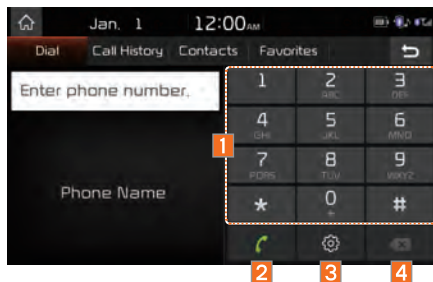 Jan. 1 12:00AM
Dial Call History Contacts Favorites
Enter phone number.
Phone Name
1 2 ABC 3 DEF
4 GHI 5 JKL 6 MNO
7 PQRS 8 TUV 9 WXYZ
* 0 + #
1
2 3 4